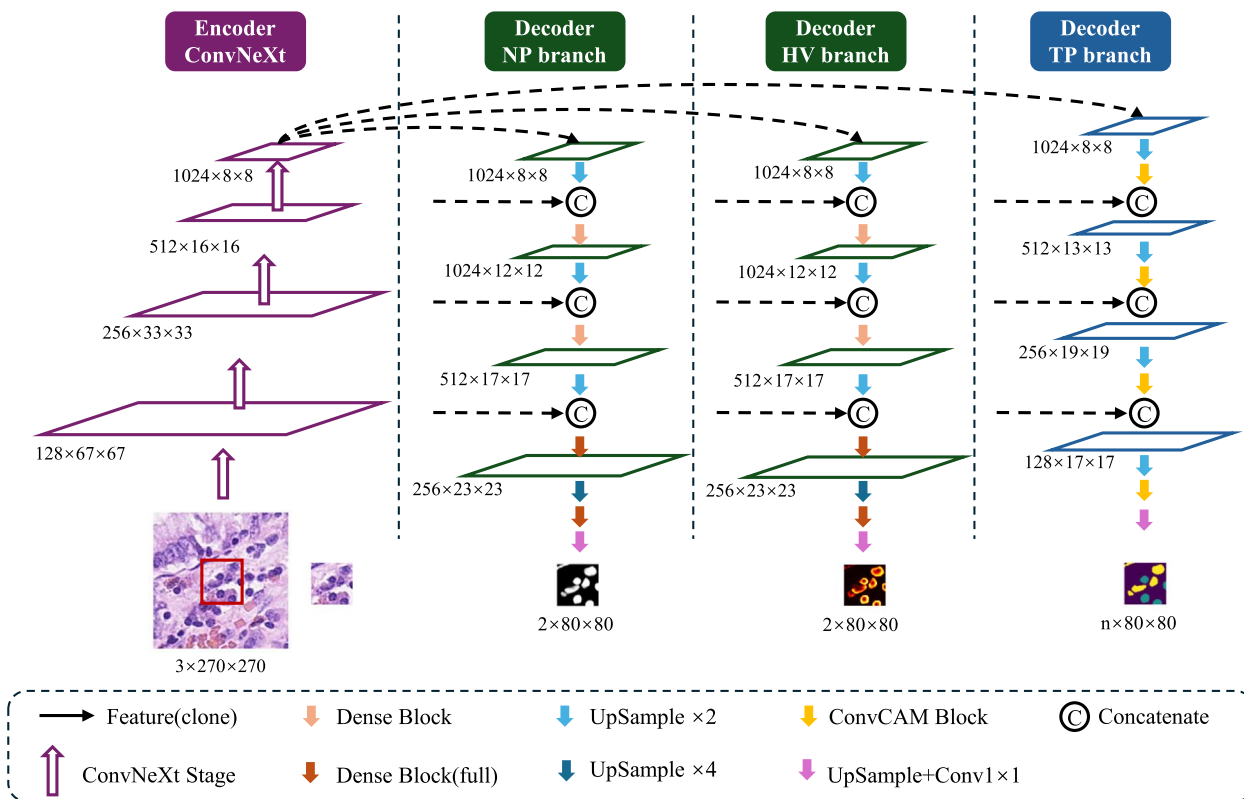 Encoder
ConvNeXt
Decoder
NP branch
Decoder
HV branch
Decoder
TP branch
1024×8×8
512×16×16
256×33×33
128×67×67
3×270×270
1024×8×8
C
1024×12×12
C
512×17×17
C
256×23×23
2×80×80
1024×8×8
C
1024×12×12
C
512×17×17
C
256×23×23
2×80×80
1024×8×8
C
512×13×13
C
256×19×19
C
128×17×17
n×80×80
Feature(clone)
Dense Block
UpSample ×2
ConvCAM Block
C Concatenate
ConvNeXt Stage
Dense Block(full)
UpSample ×4
UpSample+Conv1×1